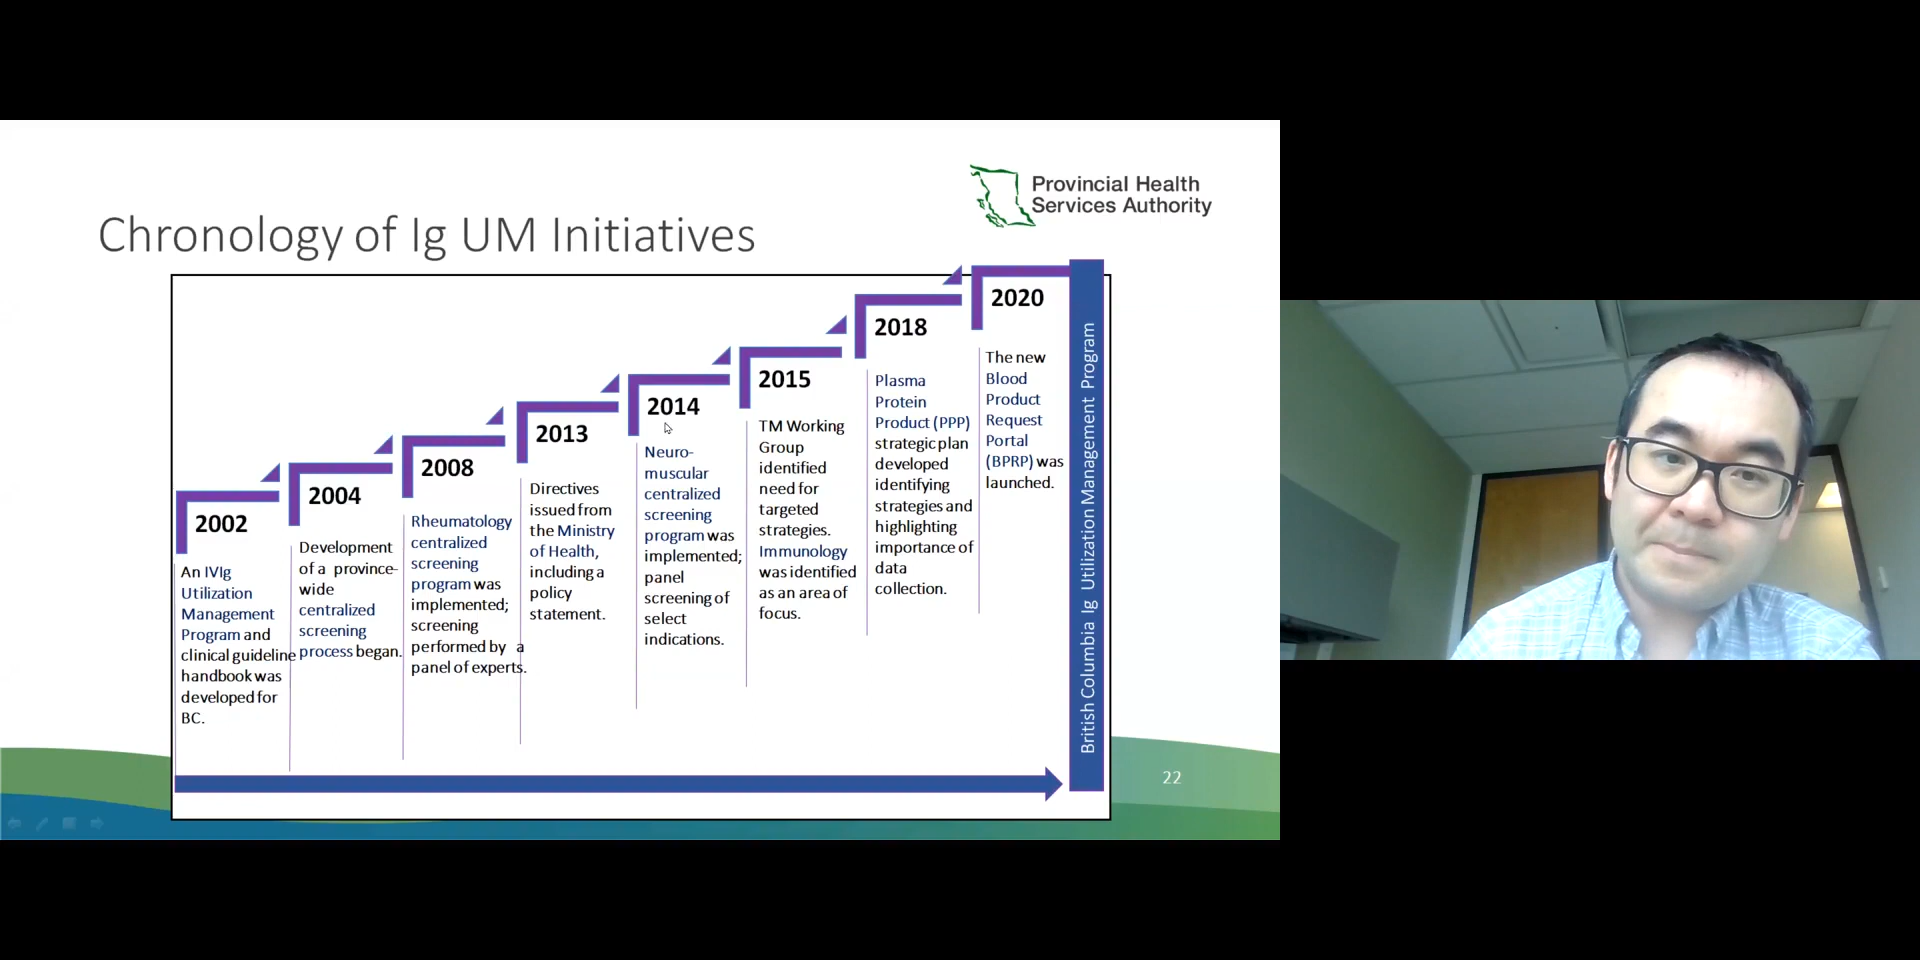 Provincial Health
Services Authority
Chronology of Ig UM Initiatives
2002
An IVIg
Utilization
Management
Program and
clinical guideline
handbook was
developed for
BC.
2004
Development
of a province-
wide
centralized
screening
process began.
2008
Rheumatology
centralized
screening
program was
implemented;
screening
performed by a
panel of experts.
2013
Directives
issued from
the Ministry
of Health,
including a
policy
statement.
2014
Neuro-
muscular
centralized
screening
program was
implemented;
panel
screening of
select
indications.
2015
TM Working
Group
identified
need for
targeted
strategies.
Immunology
was identified
as an area of
focus.
2018
Plasma
Protein
Product (PPP)
strategic plan
developed
identifying
strategies and
highlighting
importance of
data
collection.
2020
The new
Blood
Product
Request
Portal
(BPRP) was
launched.
British Columbia Ig Utilization Management Program
22